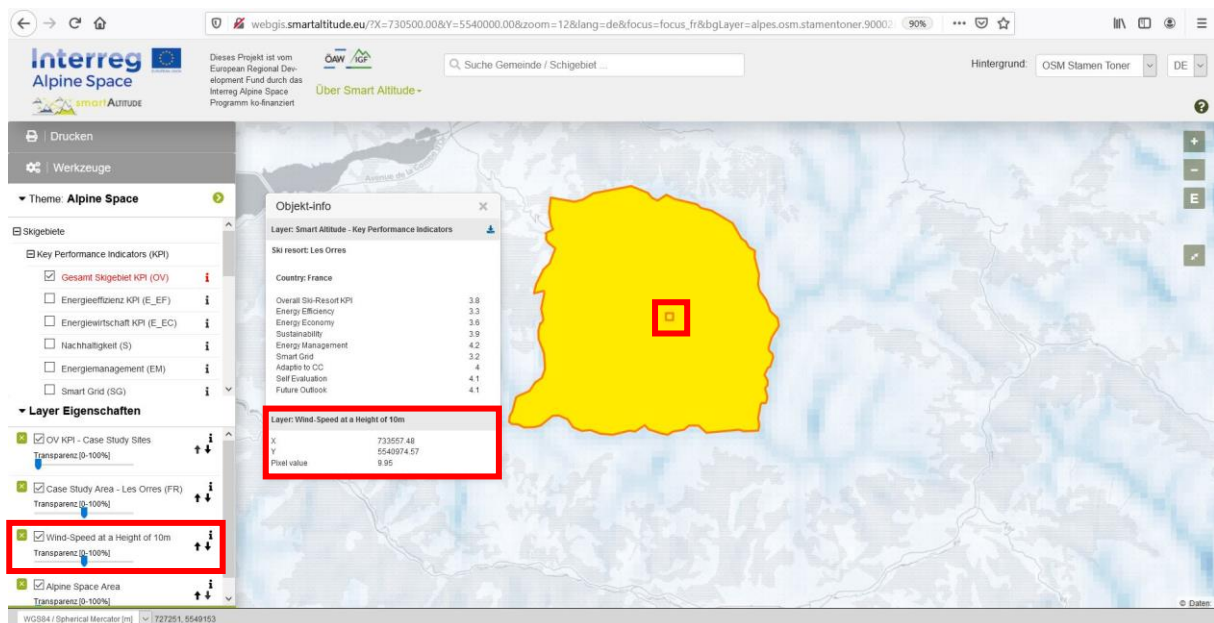 webgis.smartaltitude.eu/?X=730500.00&Y=5540000.00&zoom=12&lang=de&focus=focus_fr&bgLayer=alpes.osm.stamentoner.9000
90%
Interreg
Alpine Space
smartALTITUDE
Dieses Projekt ist vom
European Regional Dev-
elopment Fund durch das
Interreg Alpine Space
Programm ko-finanziert
ÖAW IGF
Über Smart Altitude
Suche Gemeinde / Schigebiet ...
Hintergrund: OSM Stamen Toner
DE
Drucken
Werkzeuge
Theme: Alpine Space
Skigebiete
Key Performance Indicators (KPI)
Gesamt Skigebiet KPI (OV) i
Energieeffizienz KPI (E_EF) i
Energiewirtschaft KPI (E_EC) i
Nachhaltigkeit (S) i
Energiemanagement (EM) i
Smart Grid (SG) i
Layer Eigenschaften
OV KPI - Case Study Sites i
Transparenz [0-100%]
Case Study Area - Les Orres (FR) i
Transparenz [0-100%]
Wind-Speed at a Height of 10m i
Transparenz [0-100%]
Alpine Space Area i
Transparenz [0-100%]
WGS84 / Spherical Mercator [m] 727251, 5549153
Avenue de
Objekt-info
Layer: Smart Altitude - Key Performance Indicators
Ski resort: Les Orres
Country: France
Overall Ski-Resort KPI 3.8
Energy Efficiency 3.3
Energy Economy 3.6
Sustainability 3.9
Energy Management 4.2
Smart Grid 3.2
Adaptio to CC 4
Self Evaluation 4.1
Future Outlook 4.1
Layer: Wind-Speed at a Height of 10m
X 733557.48
Y 5540974.57
Pixel value 9.95
+
-
E
© Daten: